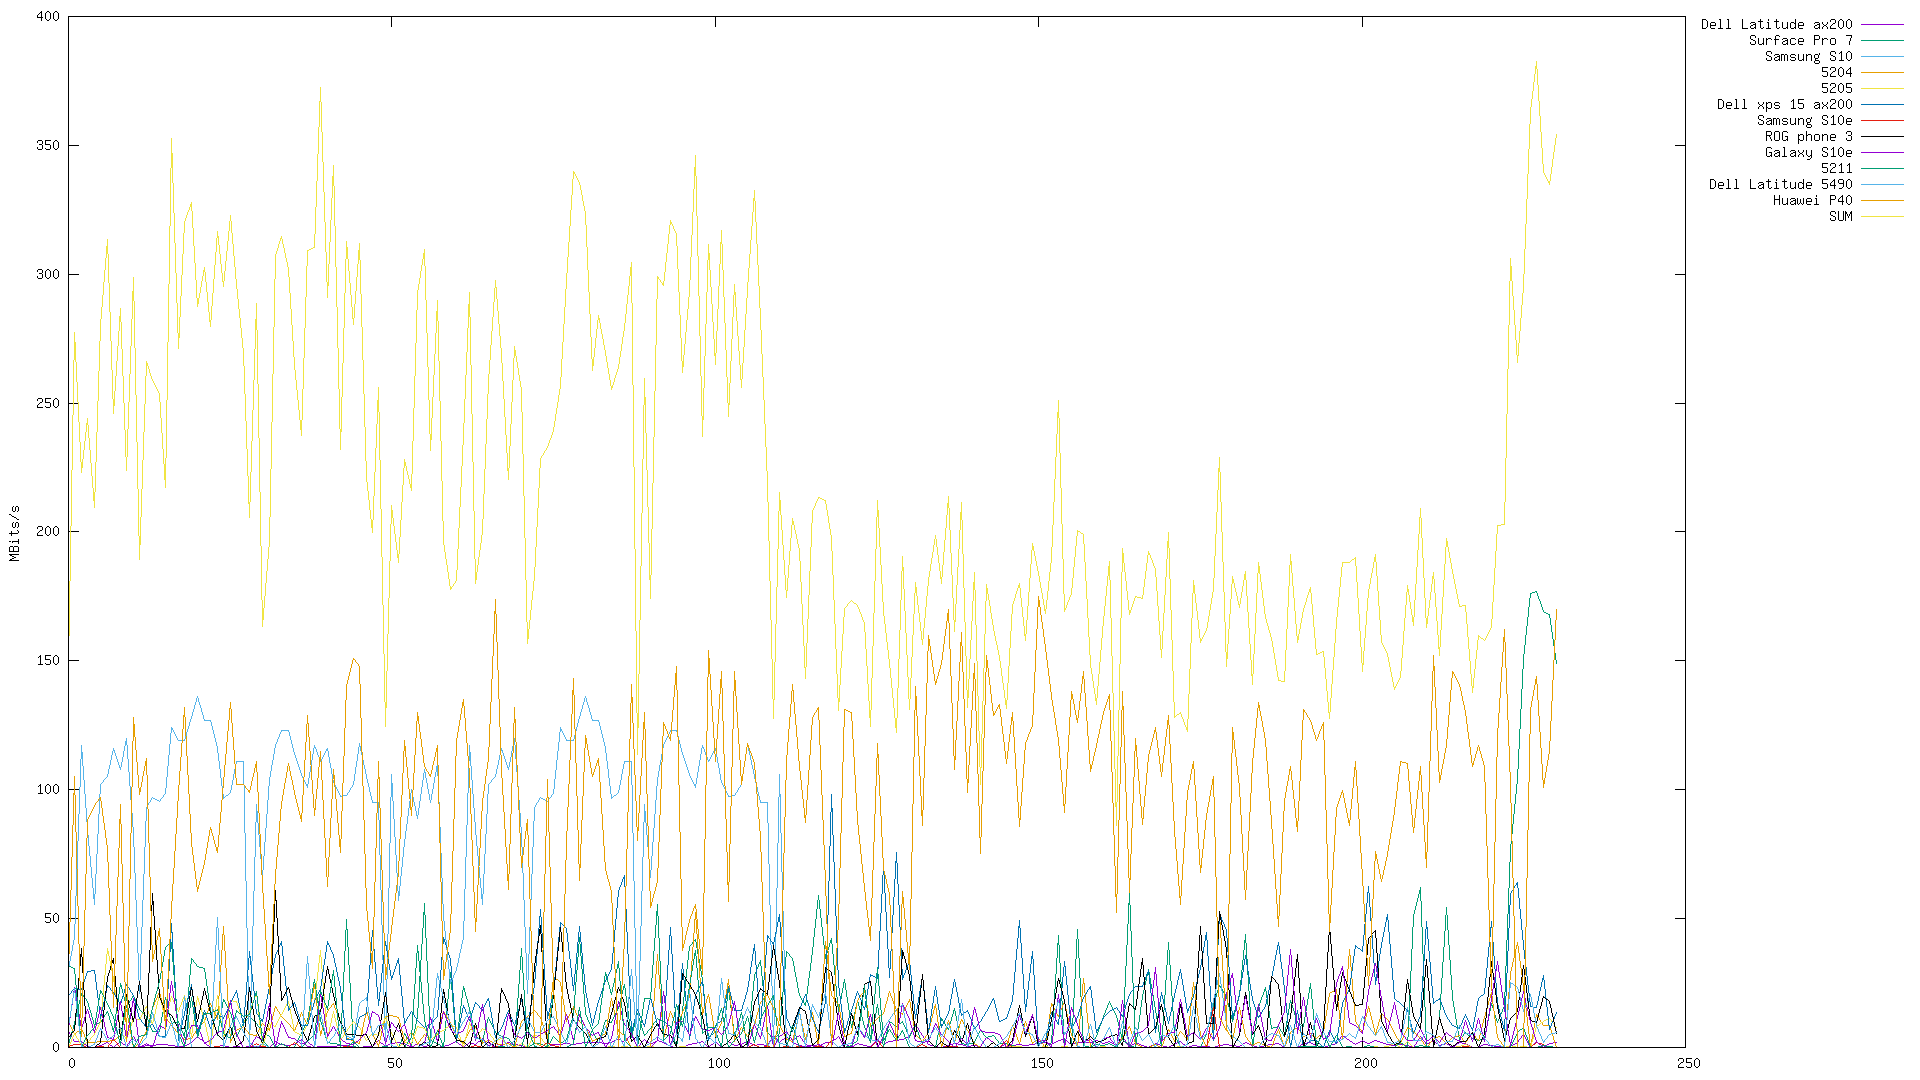 400
350
300
250
200
150
100
50
0
MBits/s
0
50
100
150
200
250
Dell Latitude ax200
Surface Pro 7
Samsung S10
5204
5205
Dell xps 15 ax200
Samsung S10e
ROG phone 3
Galaxy S10e
5211
Dell Latitude 5490
Huawei P40
SUM